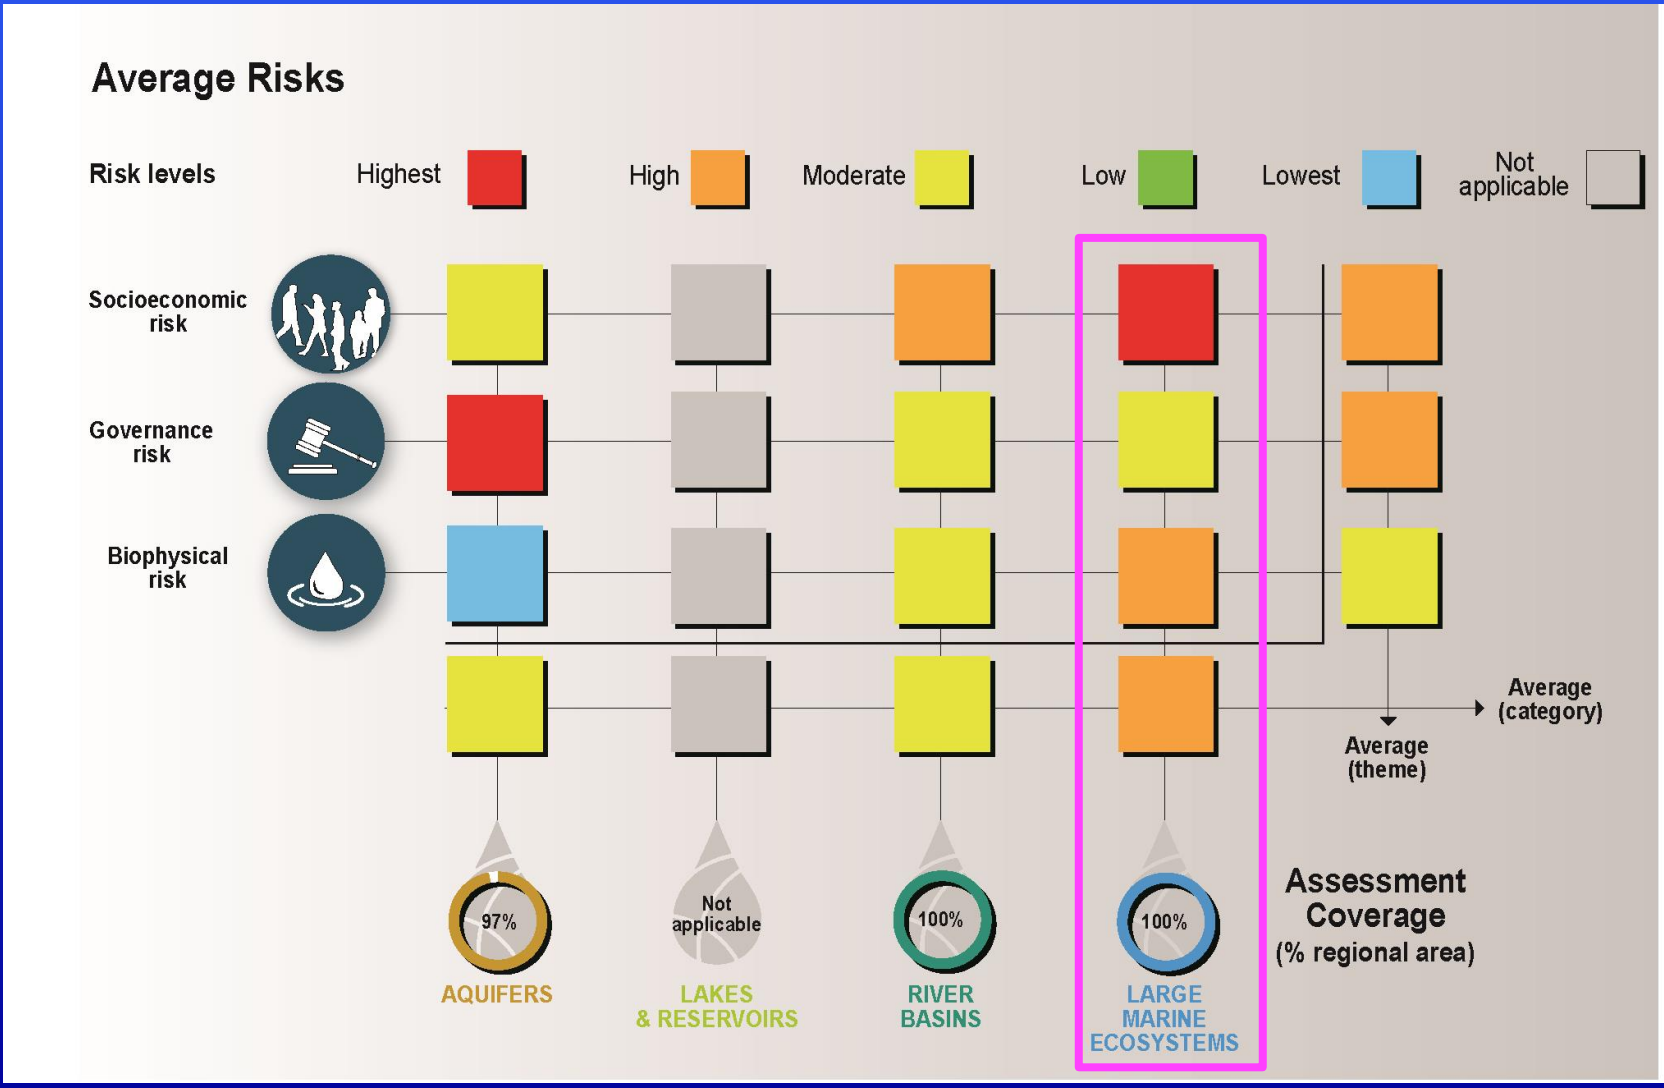 Average Risks
Risk levels
Highest
High
Moderate
Low
Lowest
Not
applicable
Socioeconomic
risk
Governance
risk
Biophysical
risk
Average
(category)
Average
(theme)
97%
Not
applicable
100%
100%
Assessment
Coverage
(% regional area)
AQUIFERS
LAKES
& RESERVOIRS
RIVER
BASINS
LARGE
MARINE
ECOSYSTEMS